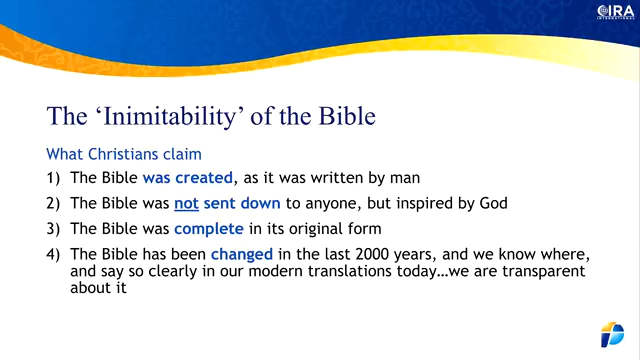 CIRA
INTERNATIONAL
The ‘Inimitability’ of the Bible
What Christians claim
1) The Bible was created, as it was written by man
2) The Bible was not sent down to anyone, but inspired by God
3) The Bible was complete in its original form
4) The Bible has been changed in the last 2000 years, and we know where,
and say so clearly in our modern translations today…we are transparent
about it